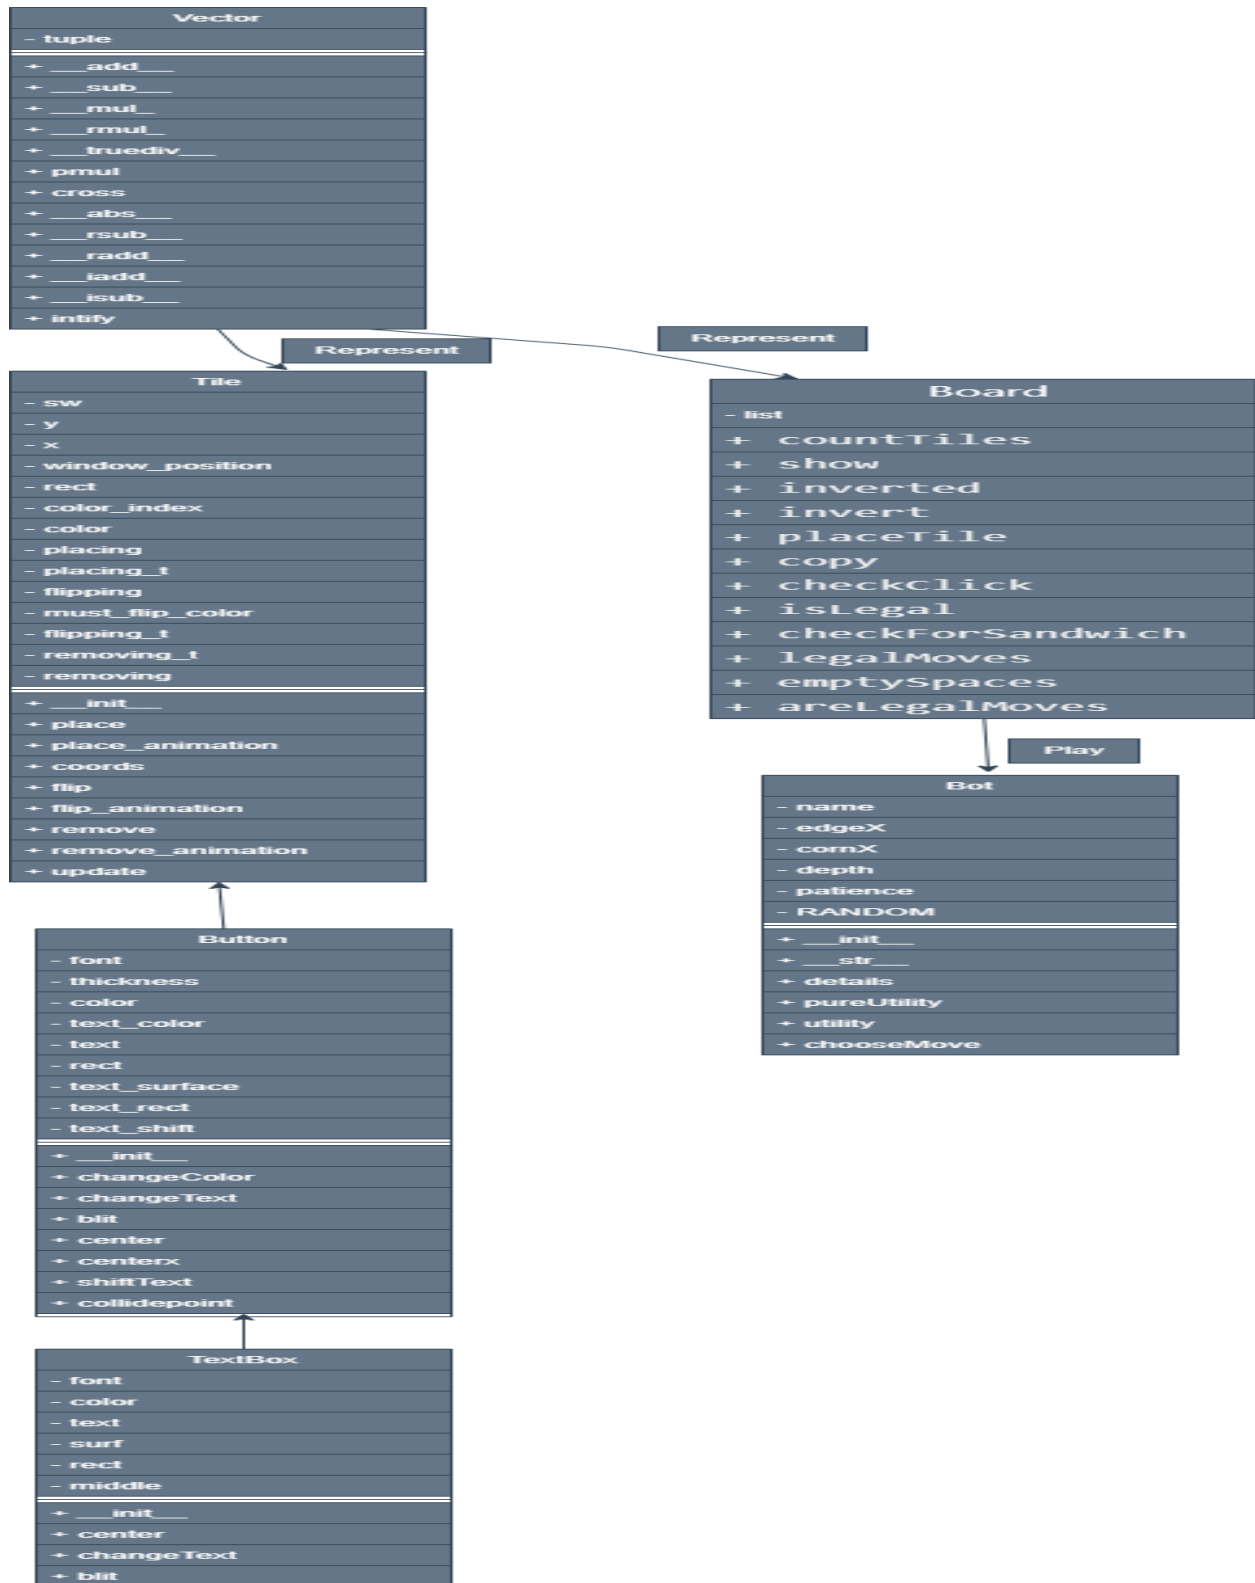 Vector
- tuple
+ __add__
+ __sub__
+ __mul_
+ __rmul_
+ __truediv__
+ pmul
+ cross
+ __abs__
+ __rsub__
+ __radd__
+ __iadd__
+ __isub__
+ intify
Represent
Represent
Tile
- sw
- y
- x
- window_position
- rect
- color_index
- color
- placing
- placing_t
- flipping
- must_flip_color
- flipping_t
- removing_t
- removing
+ __init__
+ place
+ place_animation
+ coords
+ flip
+ flip_animation
+ remove
+ remove_animation
+ update
Board
- list
+ countTiles
+ show
+ inverted
+ invert
+ placeTile
+ copy
+ checkClick
+ isLegal
+ checkForSandwich
+ legalMoves
+ emptySpaces
+ areLegalMoves
Play
Bot
- name
- edgeX
- cornX
- depth
- patience
- RANDOM
+ __init__
+ __str__
+ details
+ pureUtility
+ utility
+ chooseMove
Button
- font
- thickness
- color
- text_color
- text
- rect
- text_surface
- text_rect
- text_shift
+ __init__
+ changeColor
+ changeText
+ blit
+ center
+ centerx
+ shiftText
+ collidepoint
TextBox
- font
- color
- text
- surf
- rect
- middle
+ __init__
+ center
+ changeText
+ blit